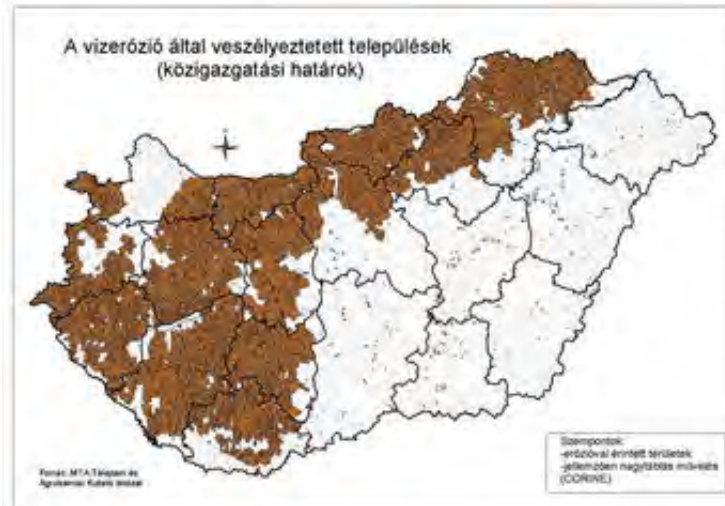 A vizerózió által veszélyeztetett települések
(közigazgatási határok)
Szempontok:
-erózióval érintett területek
-jellemzően nagytáblás művelés
(CORINE)
Forrás: MTA Talajtani és
Agrokémiai Kutató Intézet